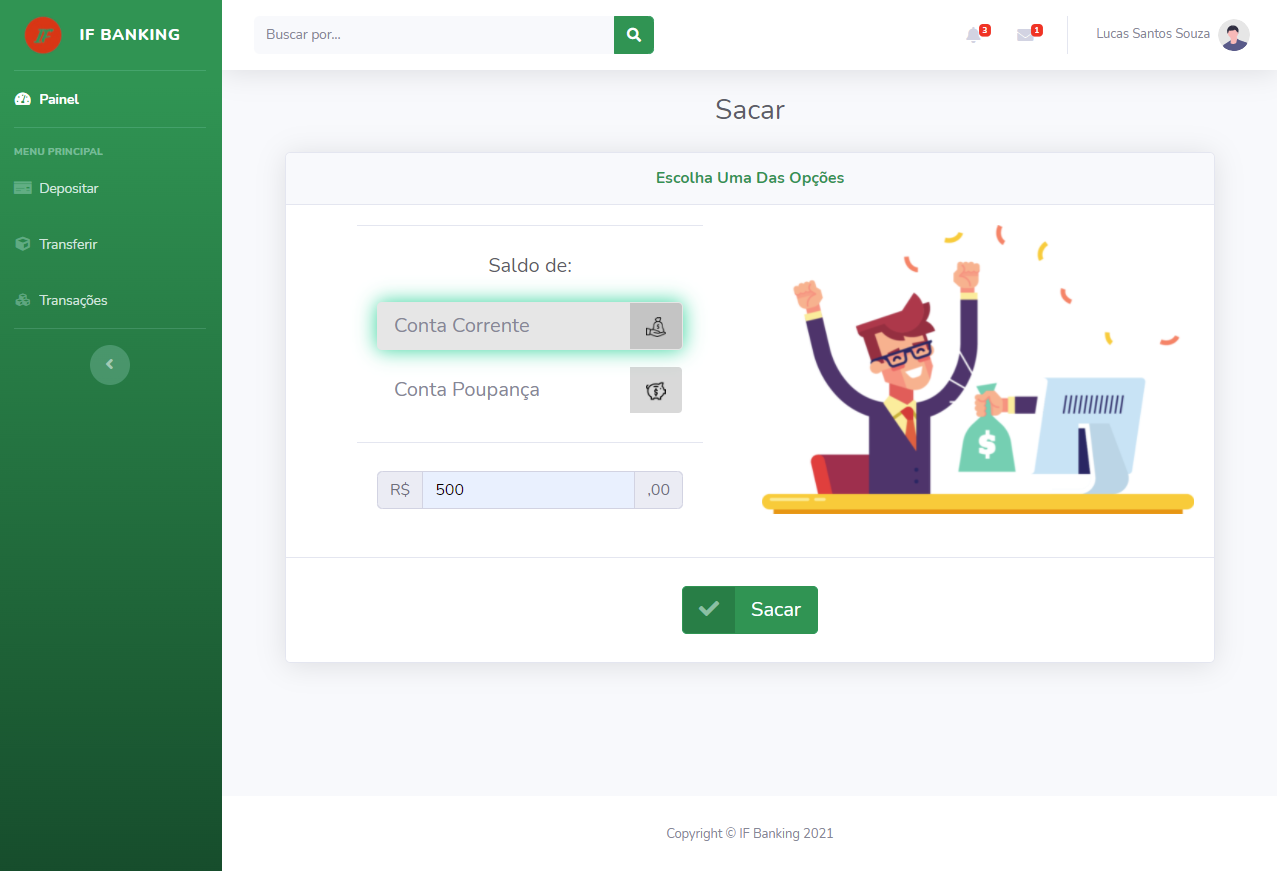 IF
IF BANKING
Painel
MENU PRINCIPAL
Depositar
Transferir
Transações
Buscar por...
3
1
Lucas Santos Souza
Sacar
Escolha Uma Das Opções
Saldo de:
Conta Corrente
Conta Poupança
R$ 500 ,00
$
Sacar
Copyright © IF Banking 2021